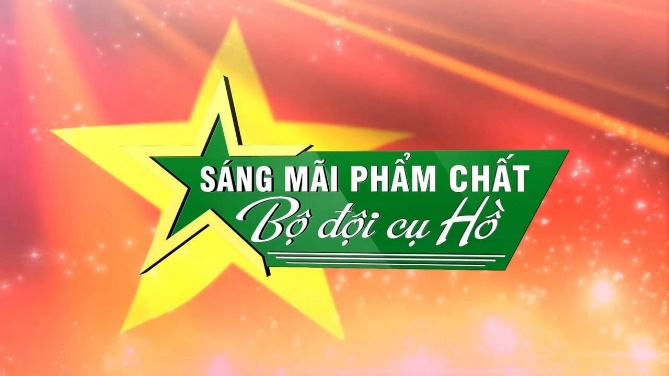 SÁNG MÃI PHẨM CHẤT
Bộ đội cụ Hồ